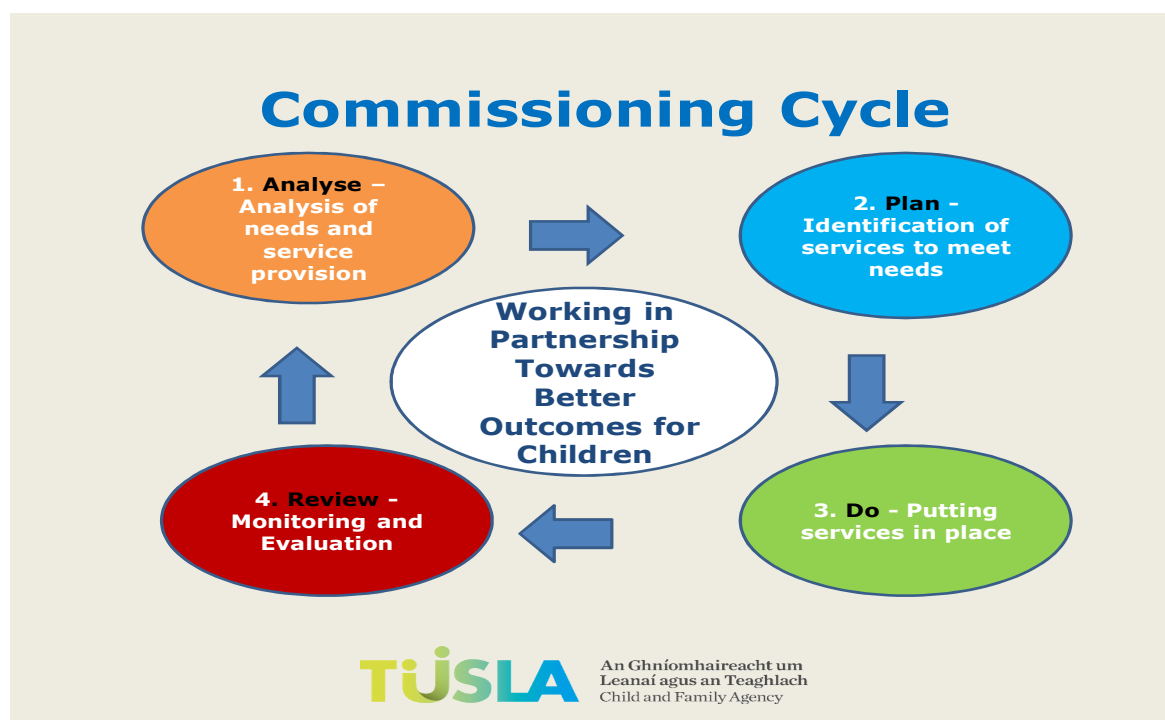 Commissioning Cycle
1. Analyse –
Analysis of
needs and
service
provision
2. Plan -
Identification of
services to meet
needs
Working in
Partnership
Towards
Better
Outcomes for
Children
3. Do - Putting
services in place
4. Review -
Monitoring and
Evaluation
TÚSLA
An Ghníomhaireacht um
Leanaí agus an Teaghlach
Child and Family Agency